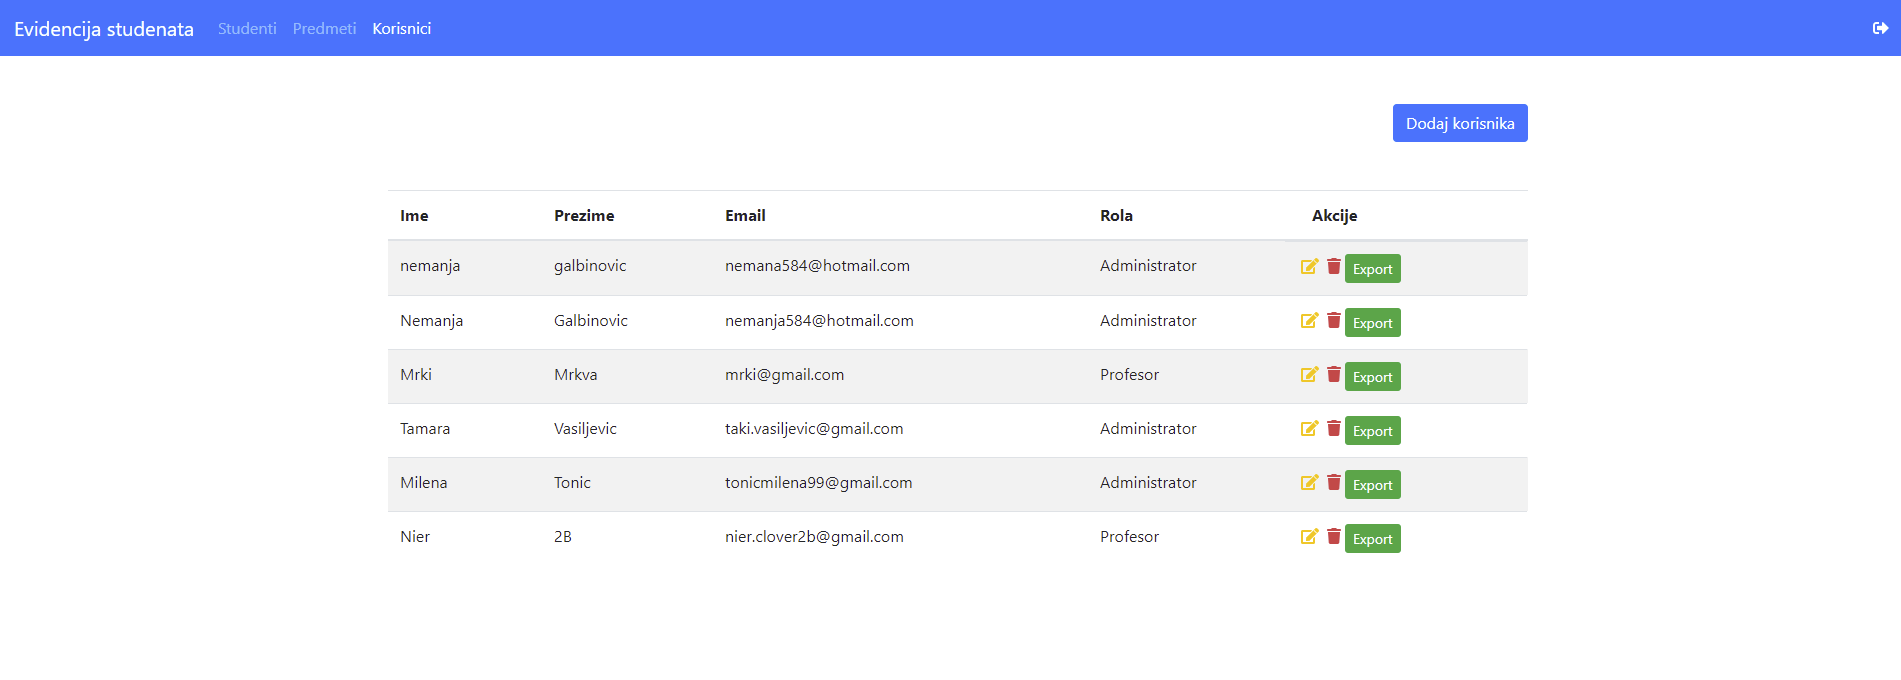 Evidencija studenata Studenti Predmeti Korisnici
Dodaj korisnika
Ime Prezime Email Rola Akcije
nemanja galbinovic nemana584@hotmail.com Administrator Export
Nemanja Galbinovic nemanja584@hotmail.com Administrator Export
Mrki Mrkva mrki@gmail.com Profesor Export
Tamara Vasiljevic taki.vasiljevic@gmail.com Administrator Export
Milena Tonic tonicmilena99@gmail.com Administrator Export
Nier 2B nier.clover2b@gmail.com Profesor Export